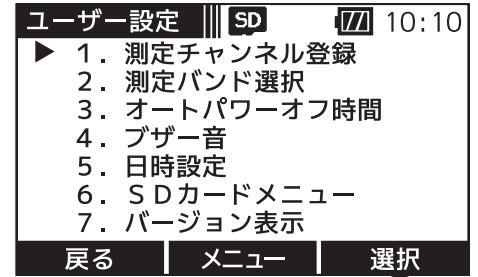 ユーザー設定 SD 10:10
▶ 1. 測定チャンネル登録
2. 測定バンド選択
3. オートパワーオフ時間
4. ブザー音
5. 日時設定
6. SDカードメニュー
7. バージョン表示
戻る メニュー 選択